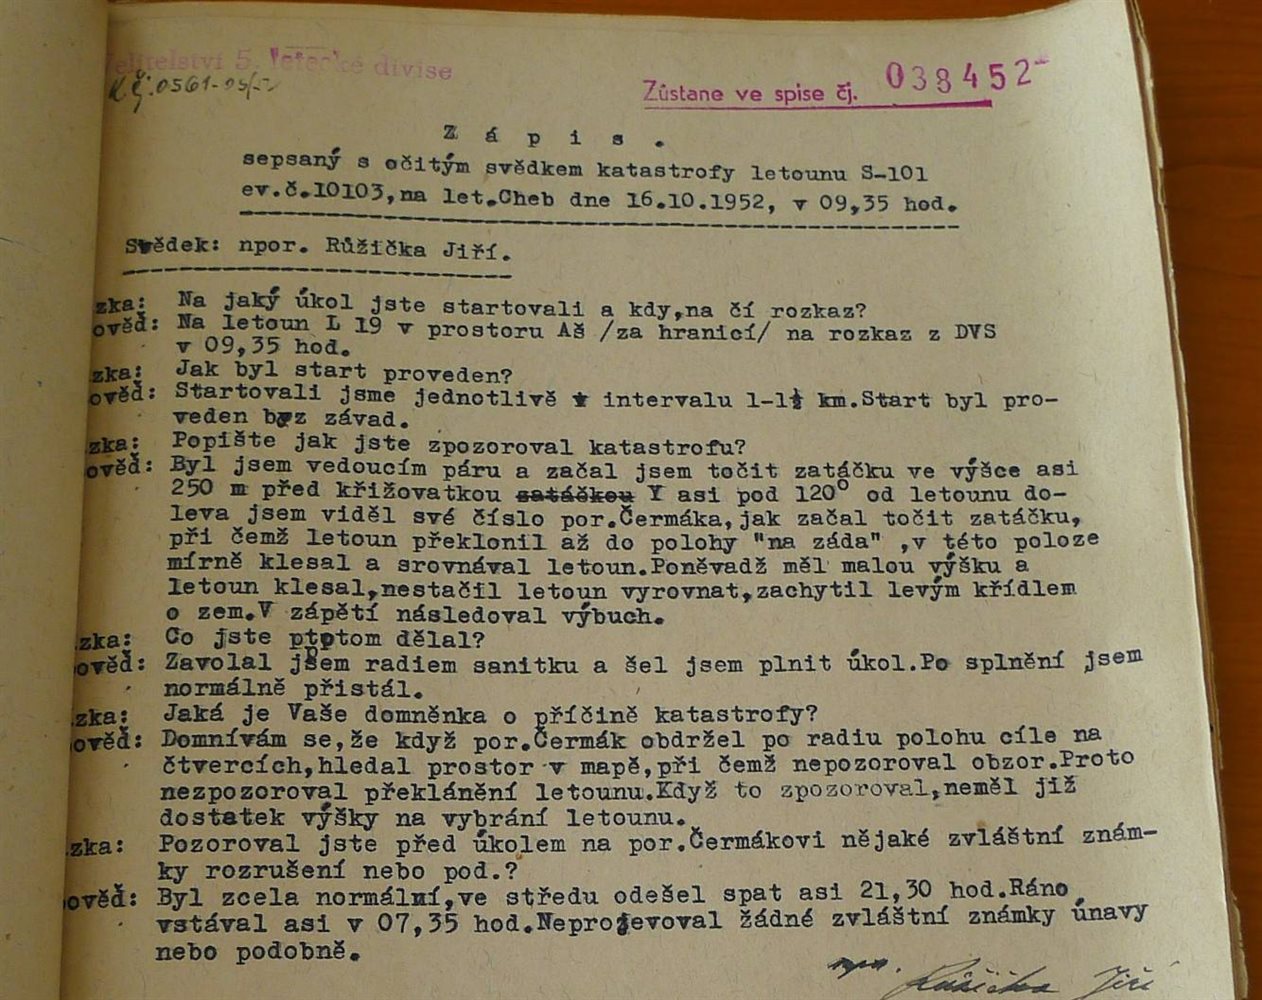 Velitelství 5. letecké divise
0561-05/52
Zůstane ve spise čj. 038452
Zápis.
sepsaný s očitým svědkem katastrofy letounu S-101
ev.č.10103,na let.Cheb dne 16.10.1952, v 09,35 hod.
Svědek: npor. Růžička Jiří.
zka: Na jaký úkol jste startovali a kdy,na čí rozkaz?
ověď: Na letoun L 19 v prostoru Aš /za hranicí/ na rozkaz z DVS
v 09,35 hod.
zka: Jak byl start proveden?
ověď: Startovali jsme jednotlivě v intervalu 1-1½ km.Start byl pro-
veden bez závad.
zka: Popište jak jste zpozoroval katastrofu?
ověď: Byl jsem vedoucím páru a začal jsem točit zatáčku ve výšce asi
250 m před křižovatkou satáčkou Y asi pod 120° od letounu do-
leva jsem viděl své číslo por.Čermáka,jak začal točit zatáčku,
při čemž letoun překlonil až do polohy "na záda" ,v této poloze
mírně klesal a srovnával letoun.Poněvadž měl malou výšku a
letoun klesal,nestačil letoun vyrovnat,zachytil levým křídlem
o zem.V zápětí následoval výbuch.
zka: Co jste potom dělal?
ověď: Zavolal jsem radiem sanitku a šel jsem plnit úkol.Po splnění jsem
normálně přistál.
zka: Jaká je Vaše domněnka o příčině katastrofy?
ověď: Domnívám se,že když por.Čermák obdržel po radiu polohu cíle na
čtvercích,hledal prostor v mapě,při čemž nepozoroval obzor.Proto
nezpozoroval překlánění letounu.Když to zpozoroval,neměl již
dostatek výšky na vybrání letounu.
zka: Pozoroval jste před úkolem na por.Čermákovi nějaké zvláštní znám-
ky rozrušení nebo pod.?
ověď: Byl zcela normální,ve středu odešel spat asi 21,30 hod.Ráno
vstával asi v 07,35 hod.Neprojevoval žádné zvláštní známky únavy
nebo podobně.
npor. Růžička Jiří